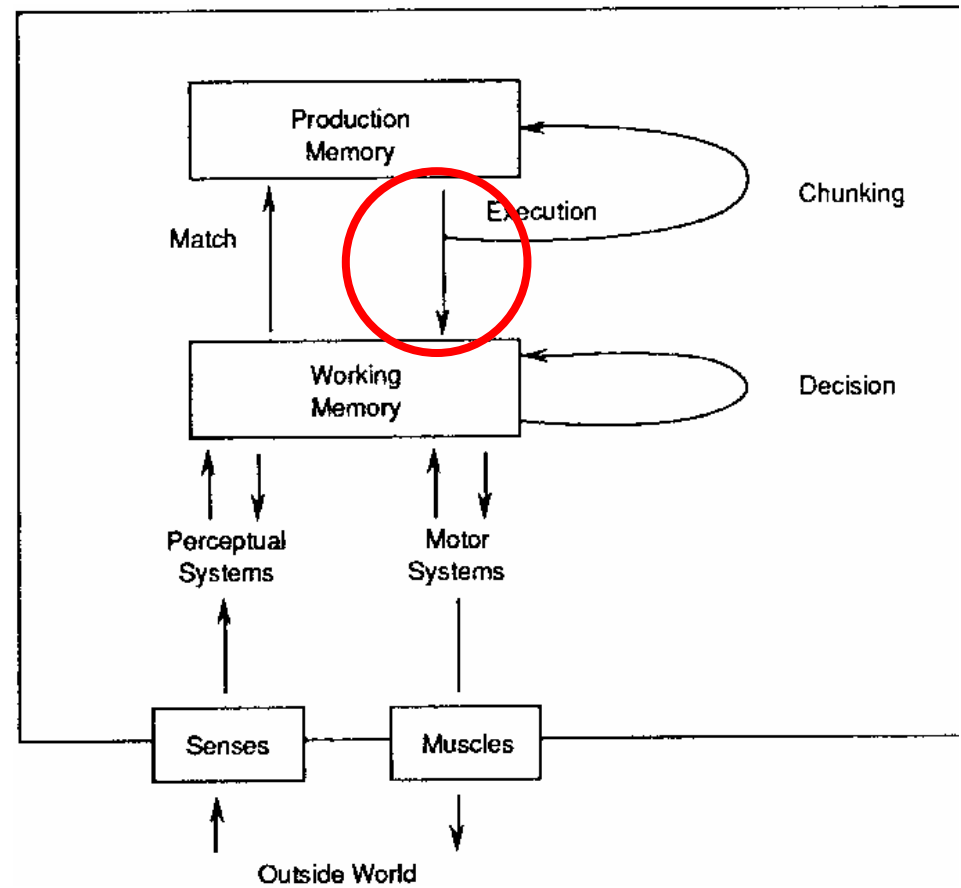 Production
Memory
Execution
Chunking
Match
Working
Memory
Decision
Perceptual
Systems
Motor
Systems
Senses
Muscles
Outside World